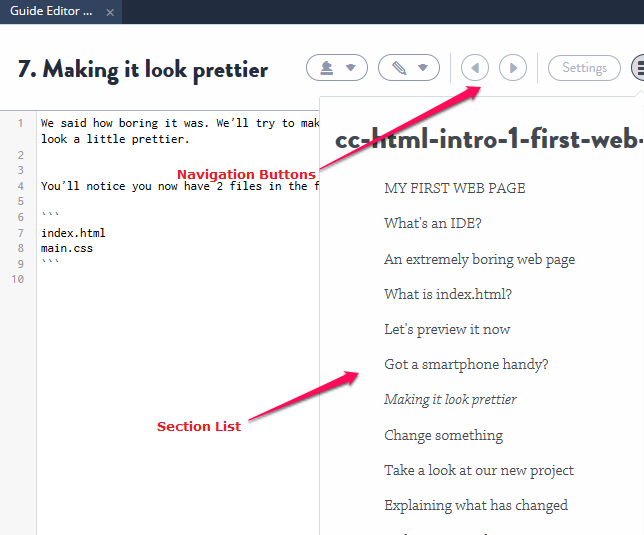 Guide Editor ... ×
7. Making it look prettier
Settings
1 We said how boring it was. We'll try to
look a little prettier.
2
3
4 You'll notice you now have 2 files in the
5
6 ```
7 index.html
8 main.css
9 ```
10
Navigation Buttons
Section List
cc-html-intro-1-first-web-
MY FIRST WEB PAGE
What's an IDE?
An extremely boring web page
What is index.html?
Let's preview it now
Got a smartphone handy?
Making it look prettier
Change something
Take a look at our new project
Explaining what has changed